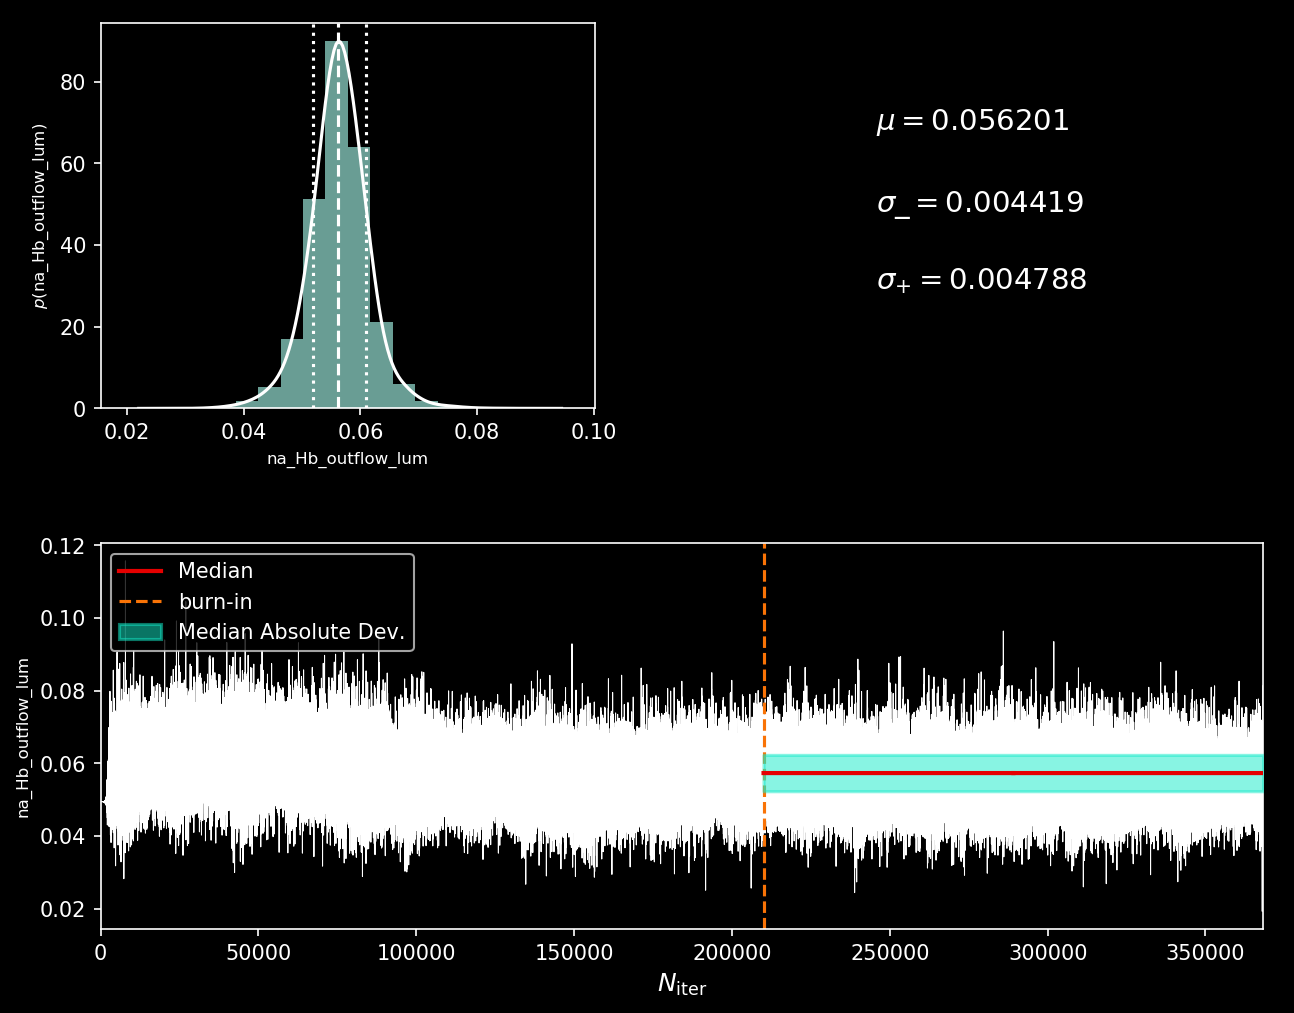 80
60
40
20
0
p(na_Hb_outflow_lum)
0.02 0.04 0.06 0.08 0.10
na_Hb_outflow_lum
μ = 0.056201
σ_ = 0.004419
σ+ = 0.004788
0.12
0.10
0.08
0.06
0.04
0.02
na_Hb_outflow_lum
Median
burn-in
Median Absolute Dev.
0 50000 100000 150000 200000 250000 300000 350000
Niter